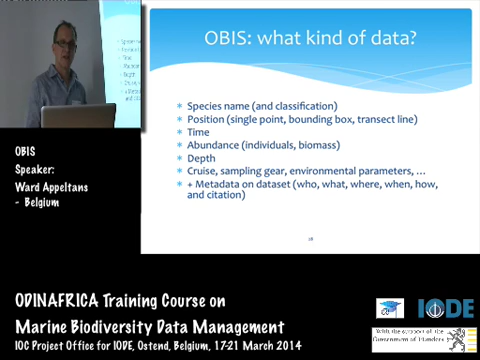 OBIS: what kind of data?
* Species name (and classification)
* Position (single point, bounding box, transect line)
* Time
* Abundance (individuals, biomass)
* Depth
* Cruise, sampling gear, environmental parameters, …
* + Metadata on dataset (who, what, where, when, how,
and citation)
28
OBIS
Speaker:
Ward Appeltans
- Belgium
ODINAFRICA Training Course on
Marine Biodiversity Data Management
IOC Project Office for IODE, Ostend, Belgium, 17-21 March 2014
IODE
With the support of the
Government of Flanders